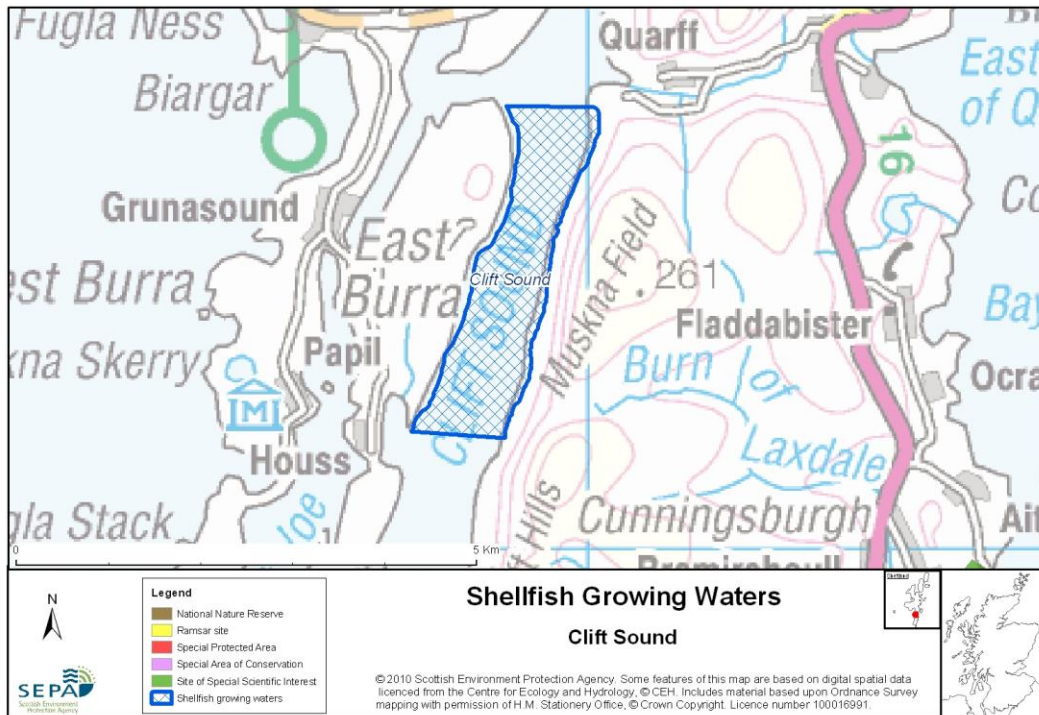 Fugla Ness
Quarff
East
of Q
Biargar
16
Grunasound
East
Burra
Clift Sound
CLIFT SOUND
Muskna Field
261
est Burra
Fladdabister
Bay
kna Skerry
Papil
Burn of
Laxdale
Ocra
M
Houss
gla Stack
Cunningsburgh
Ait
0
5 Km
N
SEPA
Scottish Environment
Protection Agency
Legend
National Nature Reserve
Ramsar site
Special Protected Area
Special Area of Conservation
Site of Special Scientific Interest
Shellfish growing waters
Shellfish Growing Waters
Clift Sound
© 2010 Scottish Environment Protection Agency. Some features of this map are based on digital spatial data
licenced from the Centre for Ecology and Hydrology, © CEH. Includes material based upon Ordnance Survey
mapping with permission of H.M. Stationery Office, © Crown Copyright. Licence number 100016991.